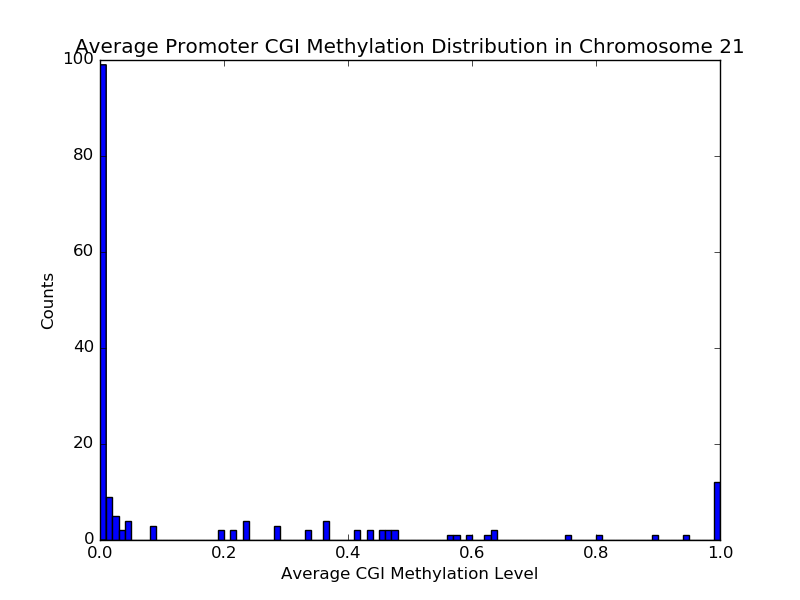 Average Promoter CGI Methylation Distribution in Chromosome 21
100
80
60
40
20
0
Counts
0.0 0.2 0.4 0.6 0.8 1.0
Average CGI Methylation Level